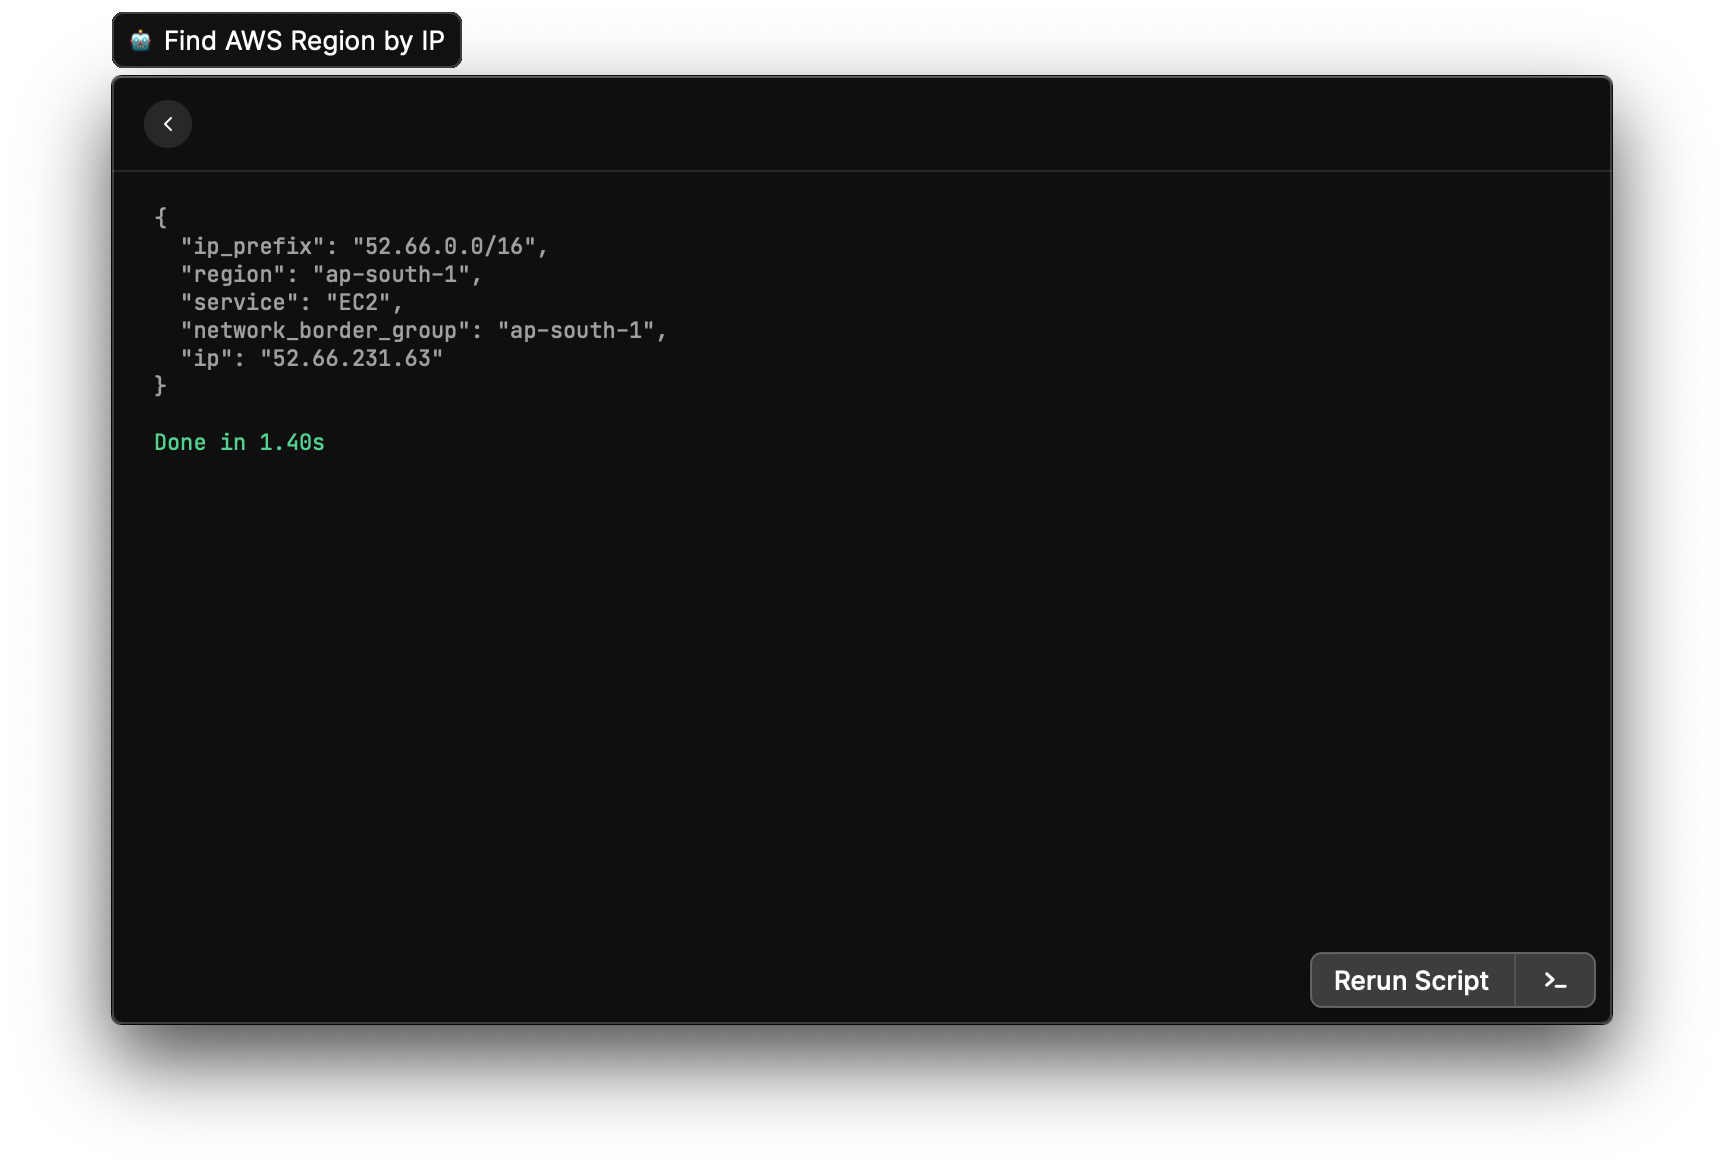 Find AWS Region by IP
{
  "ip_prefix": "52.66.0.0/16",
  "region": "ap-south-1",
  "service": "EC2",
  "network_border_group": "ap-south-1",
  "ip": "52.66.231.63"
}
Done in 1.40s
Rerun Script